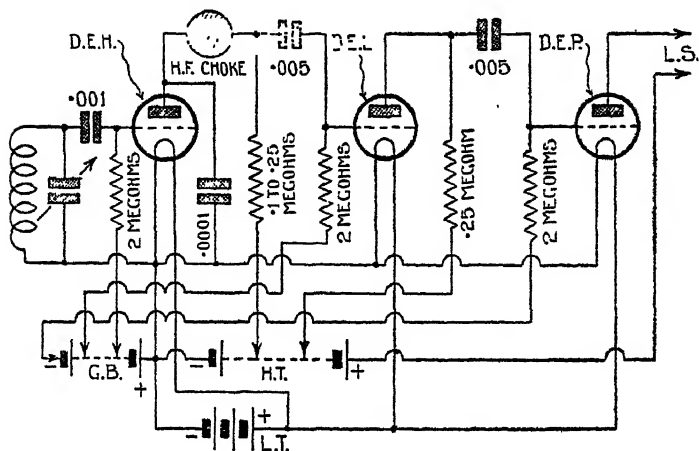 D.E.H.
H.F. CHOKE
.005
D.E.L.
.005
D.E.P.
L.S.
.001
2 MEGOHMS
.0001
.1 TO .25
MEGOHMS
2 MEGOHMS
.25 MEGOHM
2 MEGOHMS
- G.B. +
- H.T. +
- L.T. +